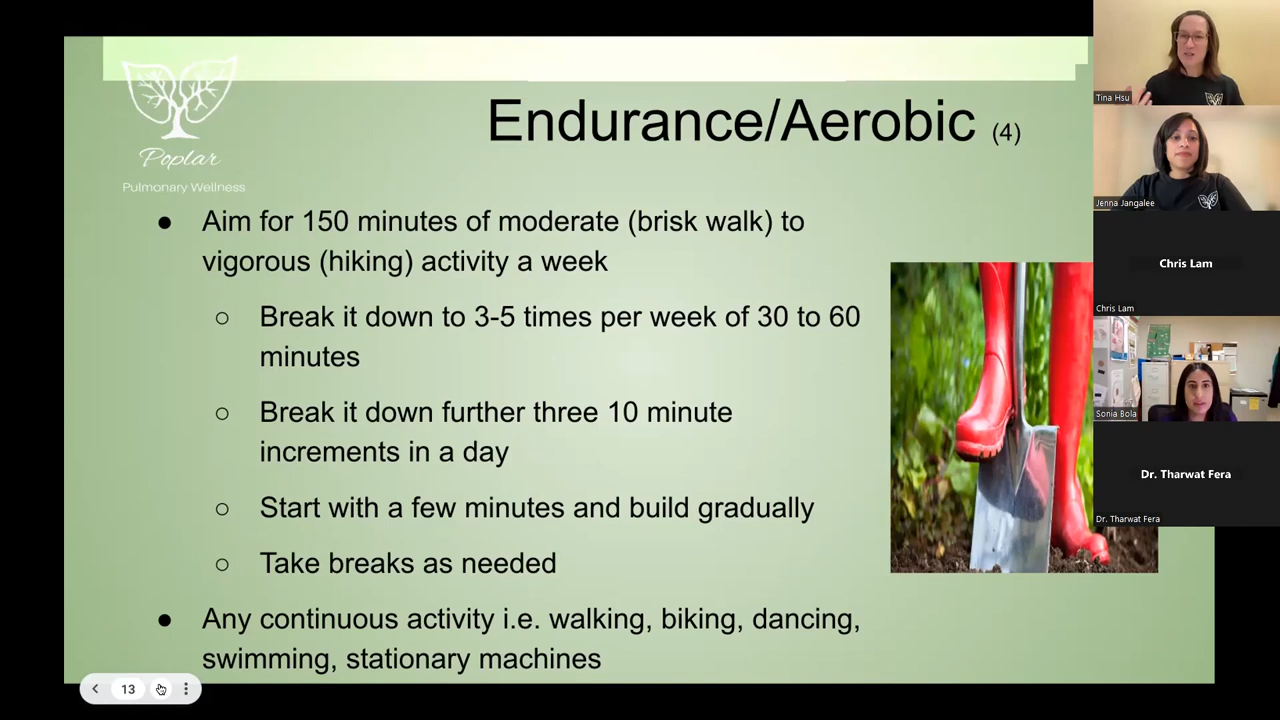 Poplar
Pulmonary Wellness
Endurance/Aerobic (4)
● Aim for 150 minutes of moderate (brisk walk) to
vigorous (hiking) activity a week
○ Break it down to 3-5 times per week of 30 to 60
minutes
○ Break it down further three 10 minute
increments in a day
○ Start with a few minutes and build gradually
○ Take breaks as needed
● Any continuous activity i.e. walking, biking, dancing,
swimming, stationary machines
13
Tina Hsu
Jenna Jangalee
Chris Lam
Chris Lam
Sonia Bola
Dr. Tharwat Fera
Dr. Tharwat Fera